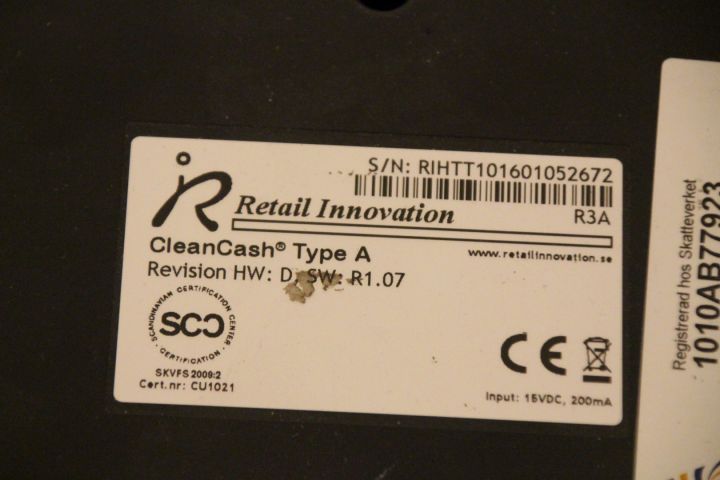 S/N: RIHTT101601052672
R3A
Retail Innovation
CleanCash® Type A
www.retailinnovation.se
Revision HW: D, SW: R1.07
SCANDINAVIAN CERTIFICATION CENTER
SCC
CERTIFICATION
SKVFS 2009:2
Cert.nr: CU1021
CE
Input: 15VDC, 200mA
Registrerad hos Skatteverket
1010AB77923